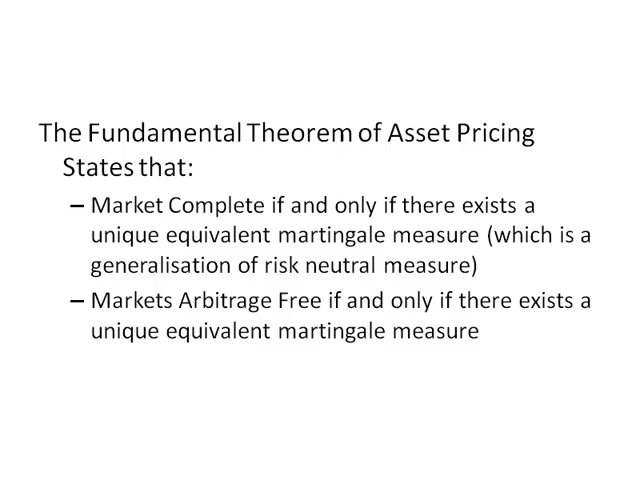 The Fundamental Theorem of Asset Pricing
States that:
– Market Complete if and only if there exists a
unique equivalent martingale measure (which is a
generalisation of risk neutral measure)
– Markets Arbitrage Free if and only if there exists a
unique equivalent martingale measure